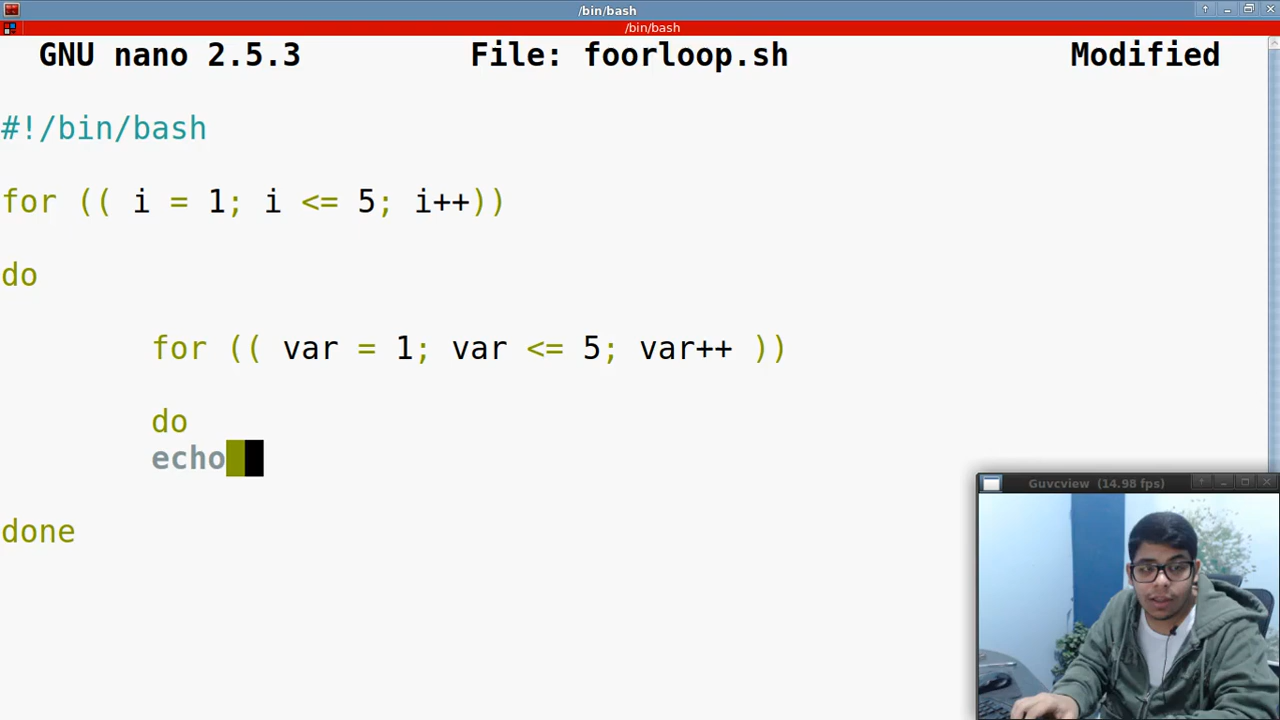 /bin/bash
/bin/bash
GNU nano 2.5.3 File: foorloop.sh Modified
#!/bin/bash
for (( i = 1; i <= 5; i++))
do
for (( var = 1; var <= 5; var++ ))
do
echo
done
Guvcview (14.98 fps)